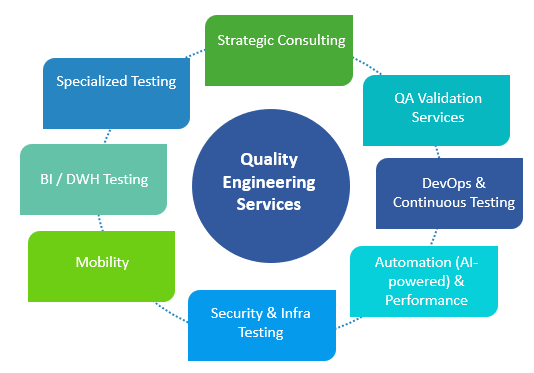 Strategic Consulting
Specialized Testing
QA Validation
Services
BI / DWH Testing
Quality
Engineering
Services
DevOps &
Continuous Testing
Mobility
Automation (AI-
powered) &
Performance
Security & Infra
Testing